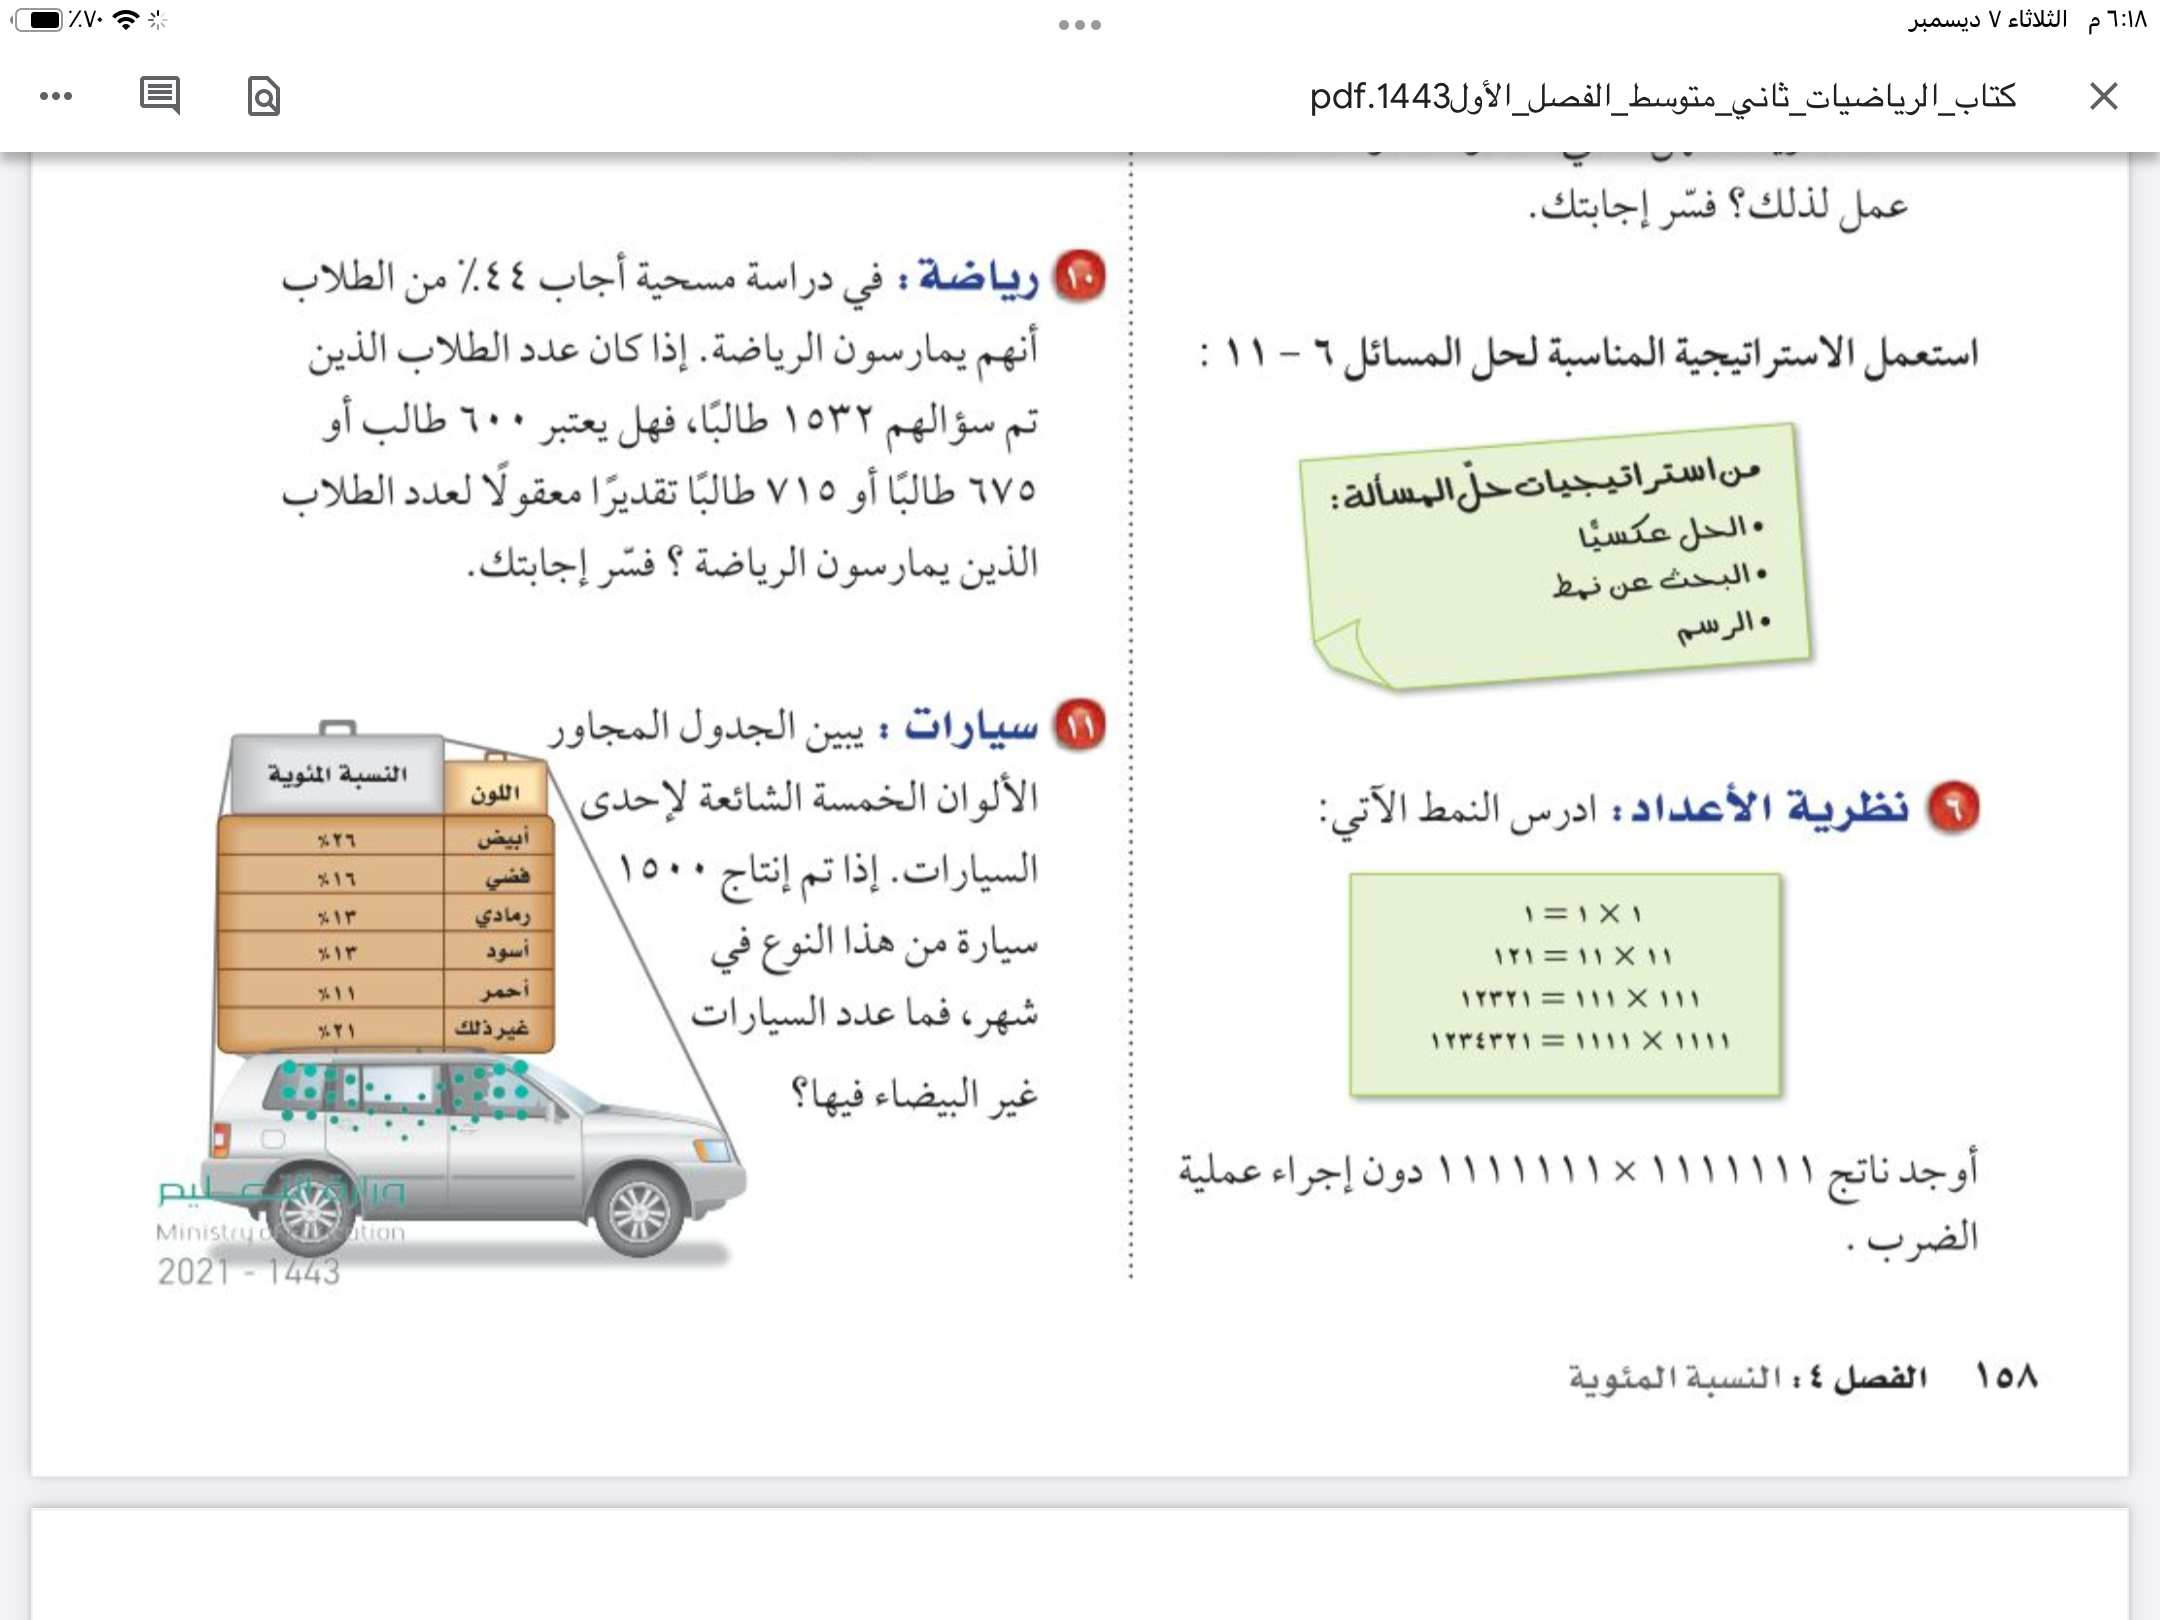 ٦:١٨ م الثلاثاء ٧ ديسمبر
٪٧٠
كتاب_الرياضيات_ثاني_متوسط_الفصل_الأول1443.pdf
عمل لذلك؟ فسّر إجابتك.
استعمل الاستراتيجية المناسبة لحل المسائل ٦ – ١١ :
من استراتيجيات حلّ المسألة:
• الحل عكسيًّا
• البحث عن نمط
• الرسم
٦ نظرية الأعداد: ادرس النمط الآتي:
١ × ١ = ١
١١ × ١١ = ١٢١
١١١ × ١١١ = ١٢٣٢١
١١١١ × ١١١١ = ١٢٣٤٣٢١
أوجد ناتج ١١١١١١١ × ١١١١١١١ دون إجراء عملية
الضرب .
١٠ رياضة: في دراسة مسحية أجاب ٤٤٪ من الطلاب
أنهم يمارسون الرياضة. إذا كان عدد الطلاب الذين
تم سؤالهم ١٥٣٢ طالبًا، فهل يعتبر ٦٠٠ طالب أو
٦٧٥ طالبًا أو ٧١٥ طالبًا تقديرًا معقولًا لعدد الطلاب
الذين يمارسون الرياضة ؟ فسّر إجابتك.
١١ سيارات: يبين الجدول المجاور
الألوان الخمسة الشائعة لإحدى
السيارات. إذا تم إنتاج ١٥٠٠
سيارة من هذا النوع في
شهر، فما عدد السيارات
غير البيضاء فيها؟
اللون النسبة المئوية
أبيض ٢٦٪
فضي ١٦٪
رمادي ١٣٪
أسود ١٣٪
أحمر ١١٪
غير ذلك ٢١٪
وزارة التعليم
Ministry of Education
2021 - 1443
١٥٨ الفصل ٤: النسبة المئوية